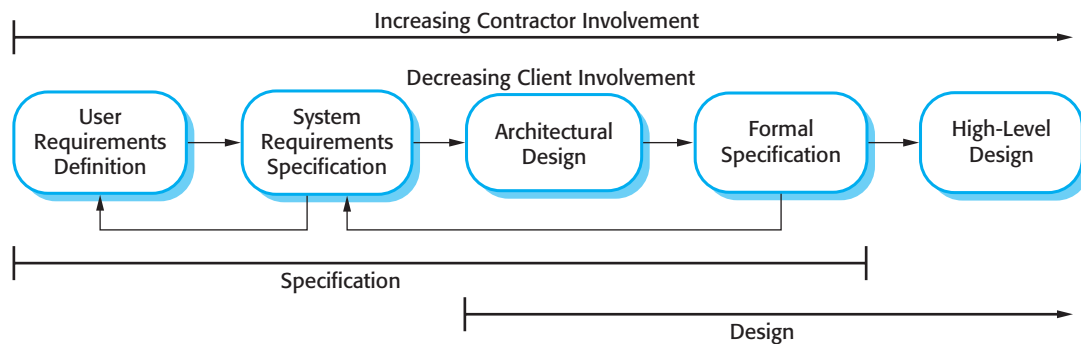 Increasing Contractor Involvement
Decreasing Client Involvement
User
Requirements
Definition
System
Requirements
Specification
Architectural
Design
Formal
Specification
High-Level
Design
Specification
Design